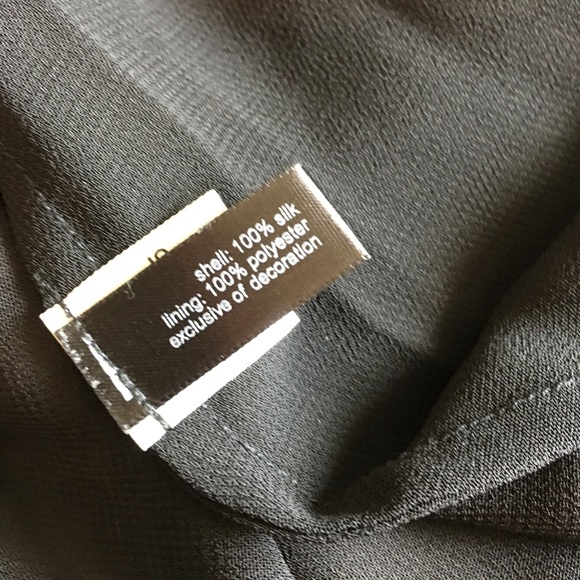 shell: 100% silk
lining: 100% polyester
exclusive of decoration